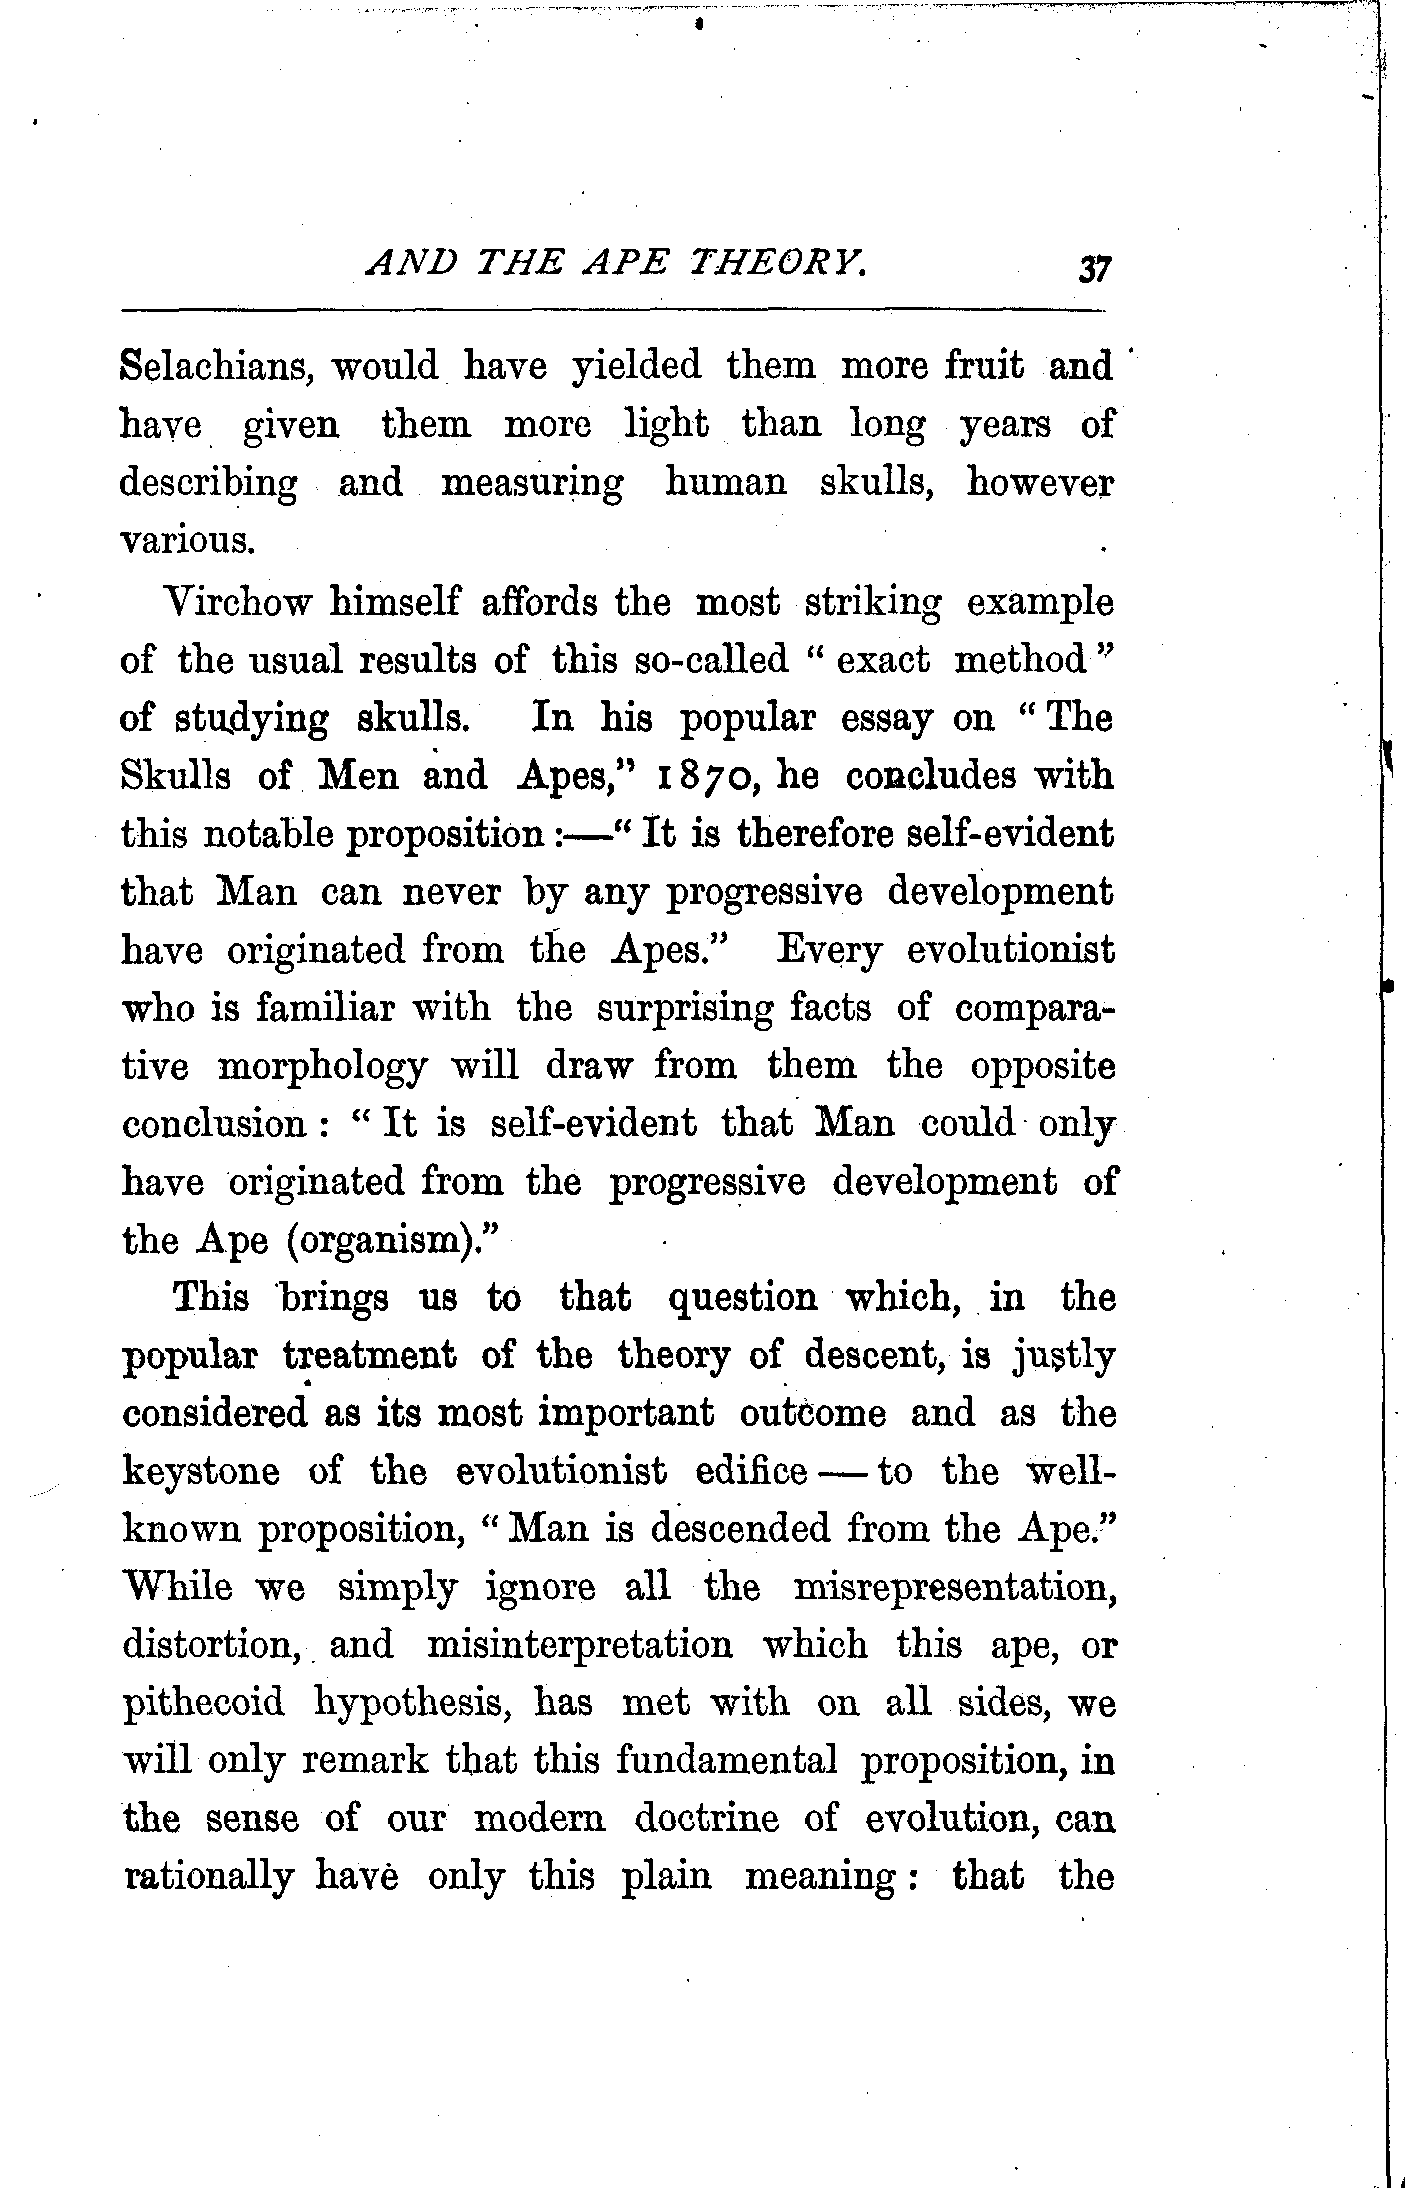 AND THE APE THEORY. 37
Selachians, would have yielded them more fruit and
have given them more light than long years of
describing and measuring human skulls, however
various.
Virchow himself affords the most striking example
of the usual results of this so-called “ exact method ”
of studying skulls. In his popular essay on “ The
Skulls of Men and Apes,” 1870, he concludes with
this notable proposition :—“ It is therefore self-evident
that Man can never by any progressive development
have originated from the Apes.” Every evolutionist
who is familiar with the surprising facts of compara-
tive morphology will draw from them the opposite
conclusion : “ It is self-evident that Man could only
have originated from the progressive development of
the Ape (organism).”
This brings us to that question which, in the
popular treatment of the theory of descent, is justly
considered as its most important outcome and as the
keystone of the evolutionist edifice — to the well-
known proposition, “ Man is descended from the Ape.”
While we simply ignore all the misrepresentation,
distortion, and misinterpretation which this ape, or
pithecoid hypothesis, has met with on all sides, we
will only remark that this fundamental proposition, in
the sense of our modern doctrine of evolution, can
rationally have only this plain meaning : that the